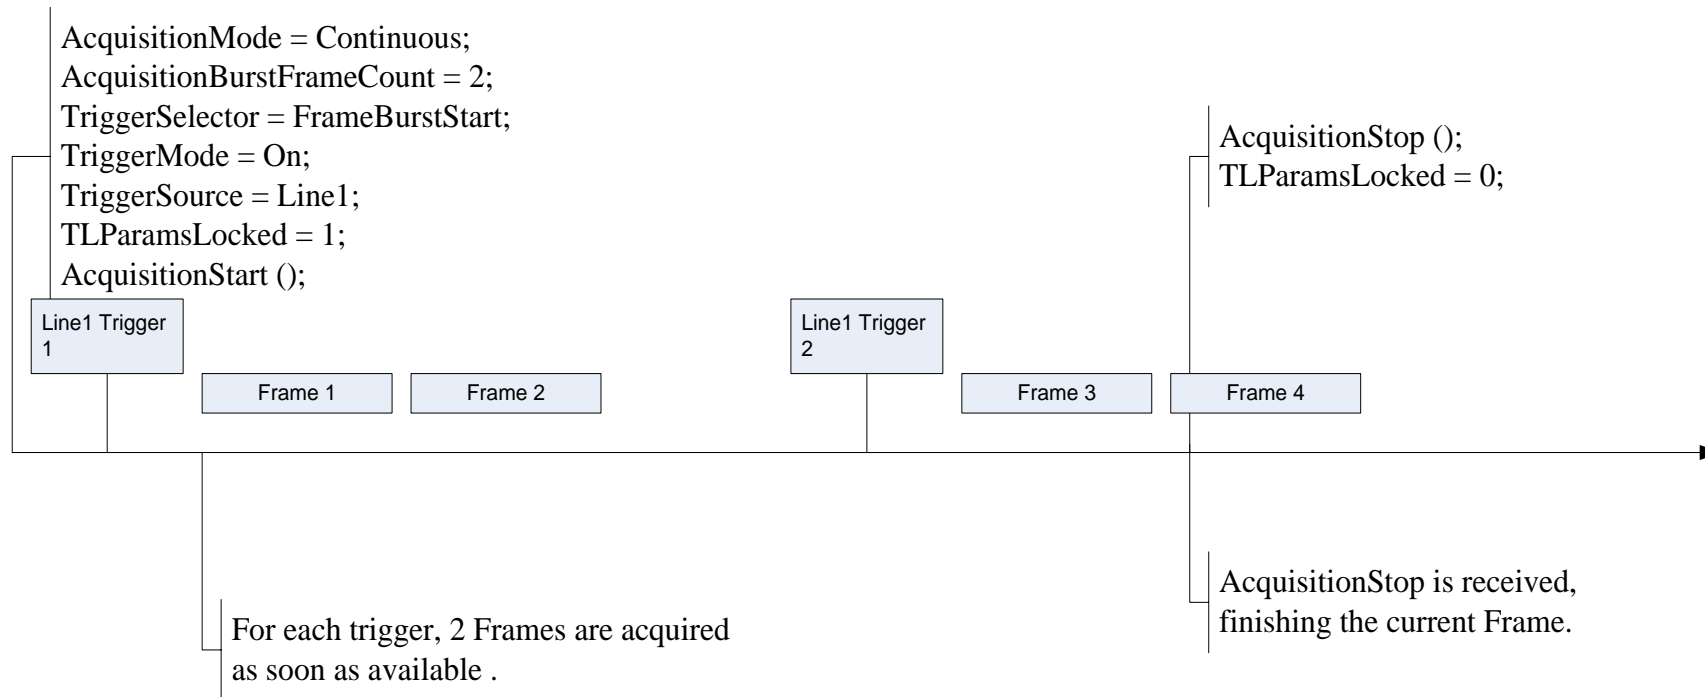 AcquisitionMode = Continuous;
AcquisitionBurstFrameCount = 2;
TriggerSelector = FrameBurstStart;
TriggerMode = On;
TriggerSource = Line1;
TLParamsLocked = 1;
AcquisitionStart ();
AcquisitionStop ();
TLParamsLocked = 0;
Line1 Trigger
1
Line1 Trigger
2
Frame 1
Frame 2
Frame 3
Frame 4
For each trigger, 2 Frames are acquired
as soon as available .
AcquisitionStop is received,
finishing the current Frame.